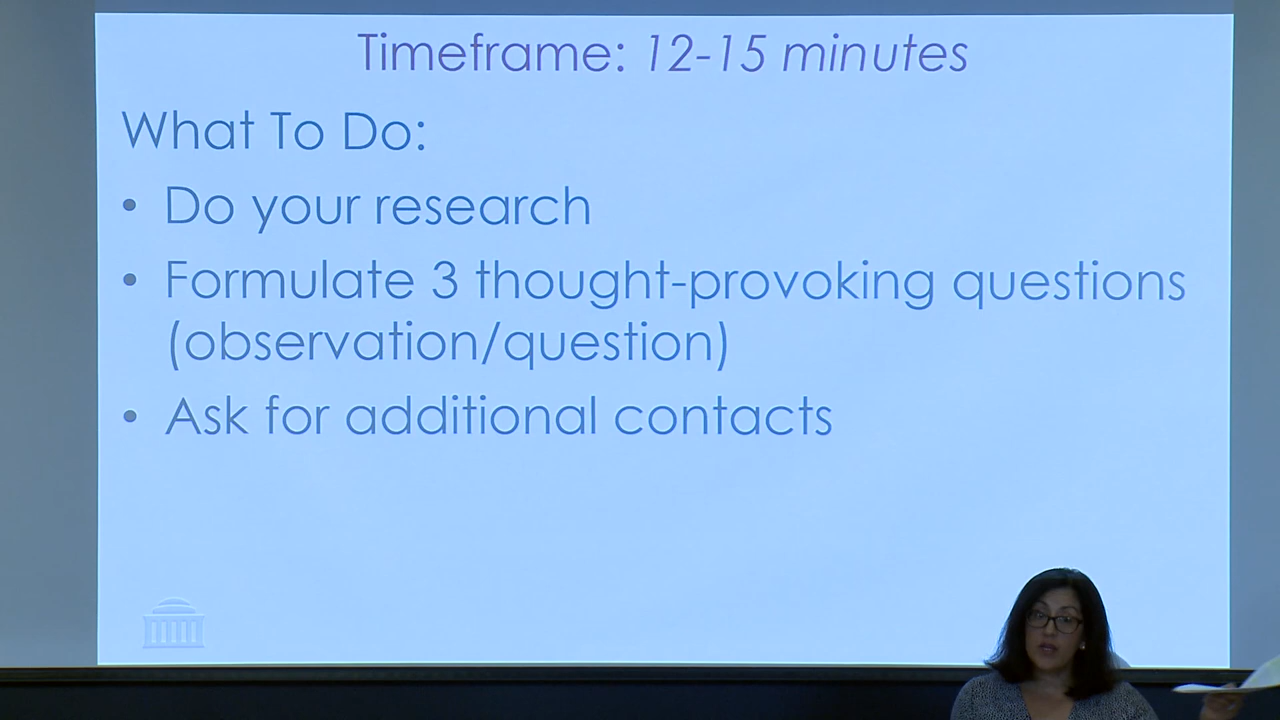 Timeframe: 12-15 minutes
What To Do:
• Do your research
• Formulate 3 thought-provoking questions
(observation/question)
• Ask for additional contacts